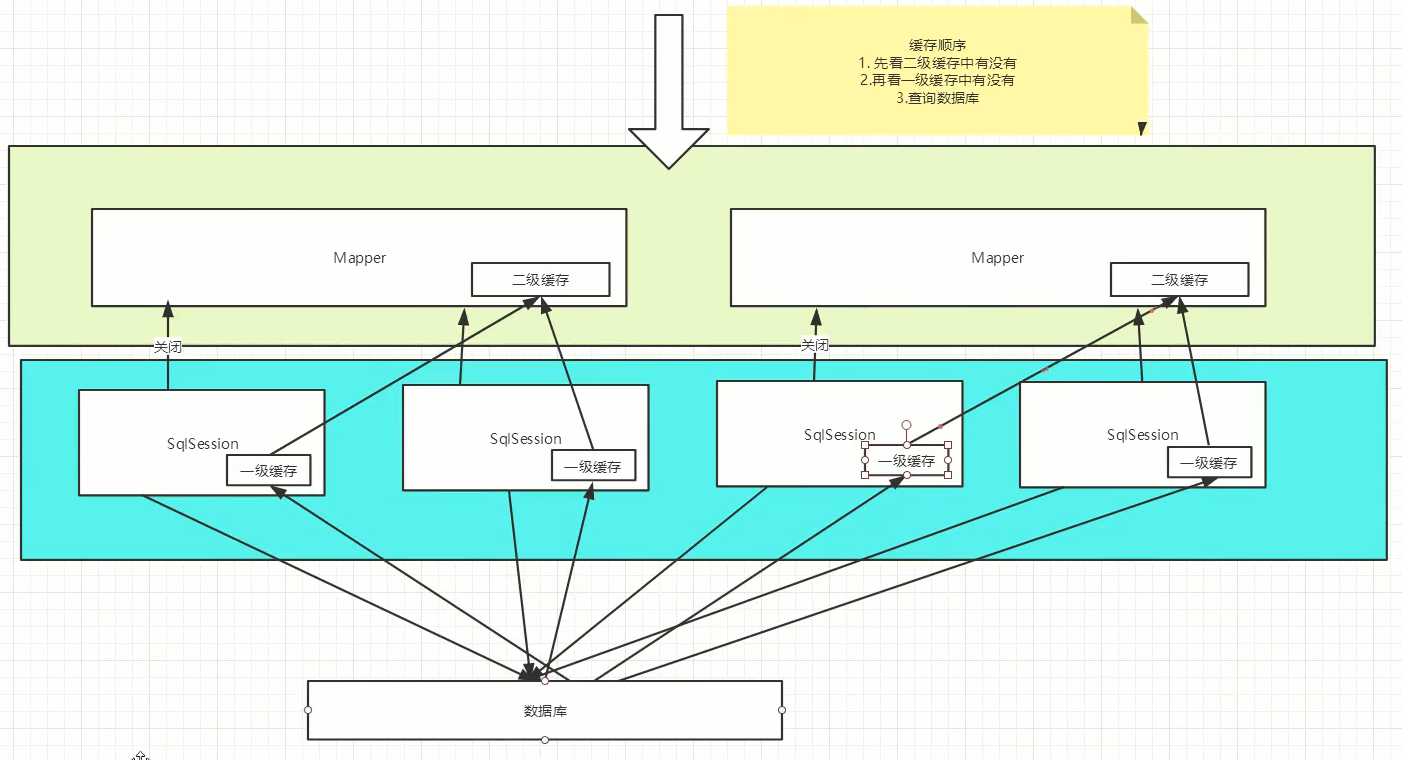 缓存顺序
1. 先看二级缓存中有没有
2.再看一级缓存中有没有
3.查询数据库
Mapper
二级缓存
Mapper
二级缓存
关闭
关闭
SqlSession
一级缓存
SqlSession
一级缓存
SqlSession
一级缓存
SqlSession
一级缓存
数据库